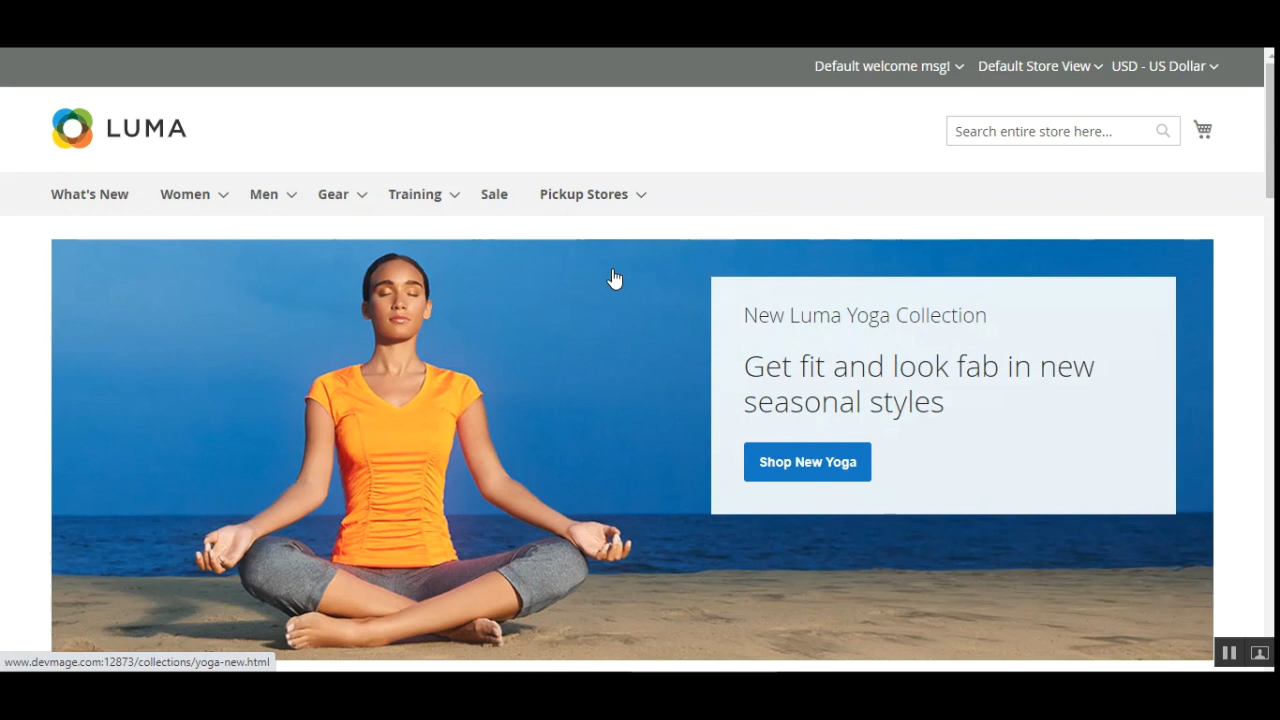 Default welcome msg! Default Store View USD - US Dollar
LUMA
Search entire store here...
What's New Women Men Gear Training Sale Pickup Stores
New Luma Yoga Collection
Get fit and look fab in new
seasonal styles
Shop New Yoga
www.devmage.com:12873/collections/yoga-new.html